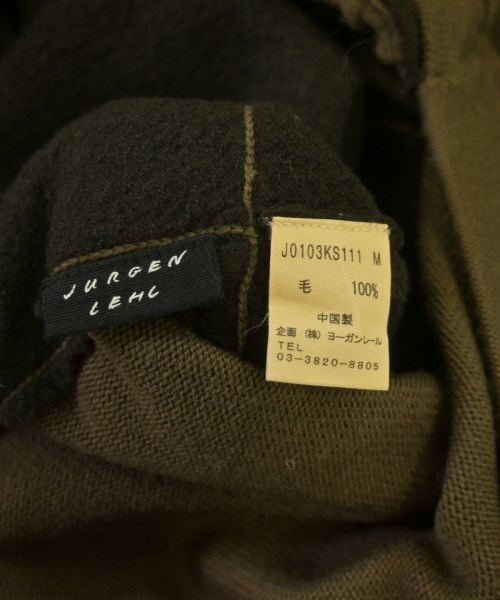 JURGEN
LEHL
J0103KS111 M
毛 100%
中国製
企画 (株) ヨーガンレール
TEL
03-3820-8805